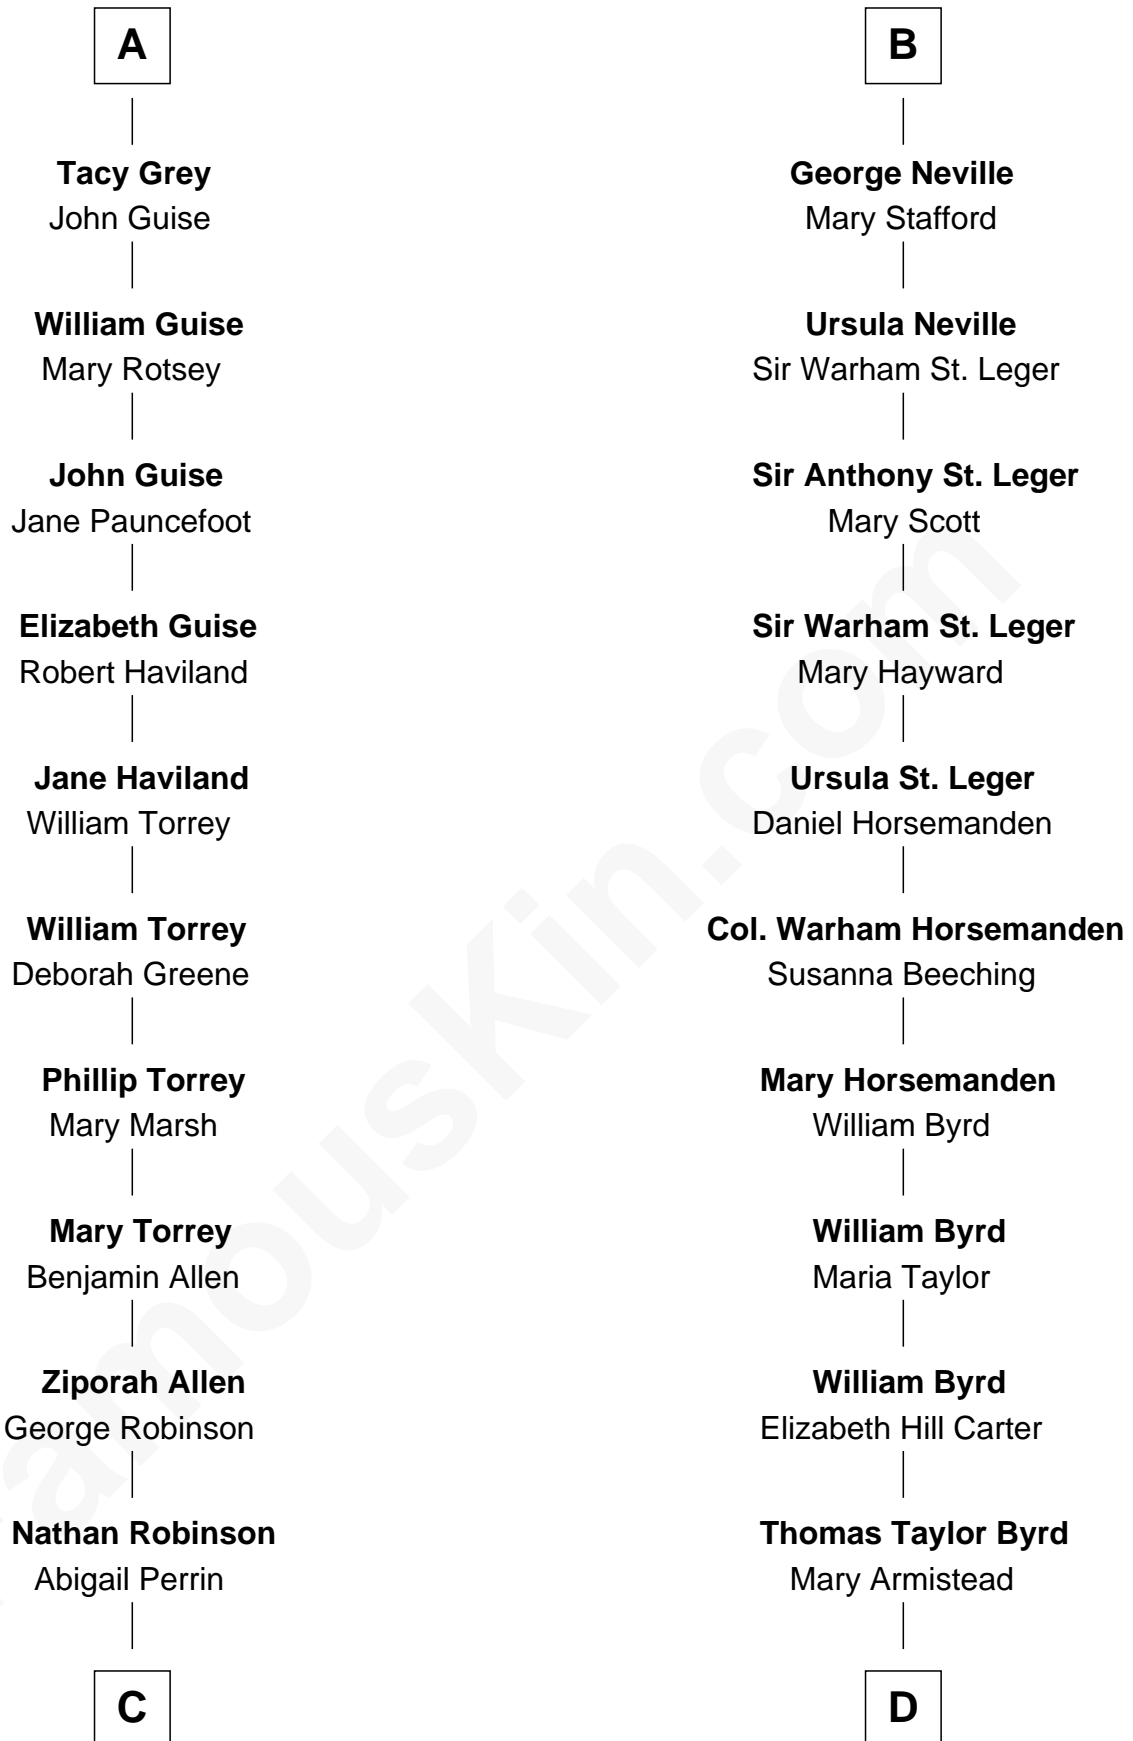 A
B
Tacy Grey
John Guise
George Neville
Mary Stafford
William Guise
Mary Rotsey
Ursula Neville
Sir Warham St. Leger
John Guise
Jane Pauncefoot
Sir Anthony St. Leger
Mary Scott
Elizabeth Guise
Robert Haviland
Sir Warham St. Leger
Mary Hayward
Jane Haviland
William Torrey
Ursula St. Leger
Daniel Horsemanden
William Torrey
Deborah Greene
Col. Warham Horsemanden
Susanna Beeching
Phillip Torrey
Mary Marsh
Mary Horsemanden
William Byrd
Mary Torrey
Benjamin Allen
William Byrd
Maria Taylor
Ziporah Allen
George Robinson
William Byrd
Elizabeth Hill Carter
Nathan Robinson
Abigail Perrin
Thomas Taylor Byrd
Mary Armistead
C
D
FamousKin.com